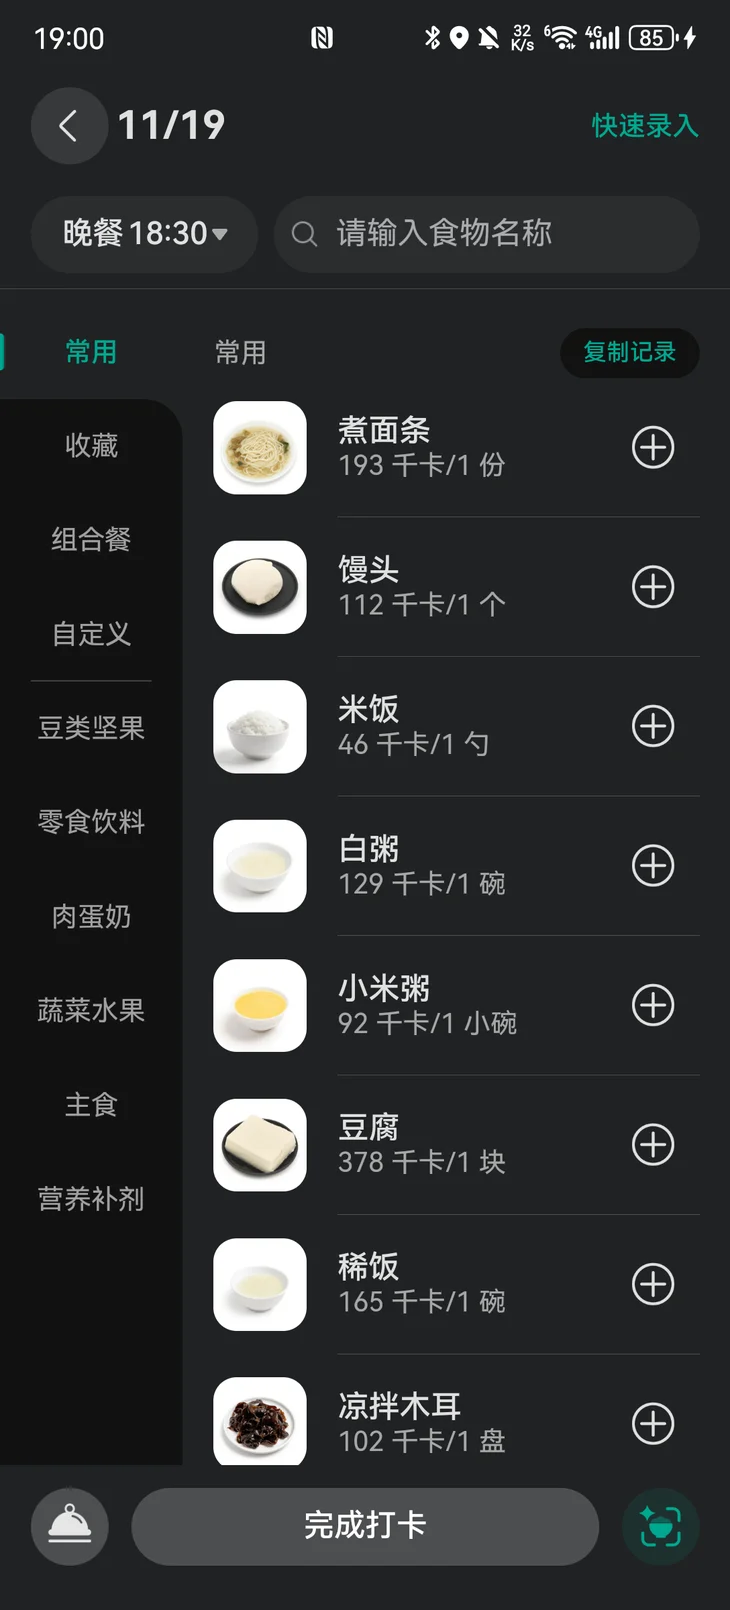 19:00
32 K/s
6
4G
85
11/19
快速录入
晚餐 18:30
请输入食物名称
常用
收藏
组合餐
自定义
豆类坚果
零食饮料
肉蛋奶
蔬菜水果
主食
营养补剂
常用
复制记录
煮面条
193 千卡/1 份
馒头
112 千卡/1 个
米饭
46 千卡/1 勺
白粥
129 千卡/1 碗
小米粥
92 千卡/1 小碗
豆腐
378 千卡/1 块
稀饭
165 千卡/1 碗
凉拌木耳
102 千卡/1 盘
完成打卡